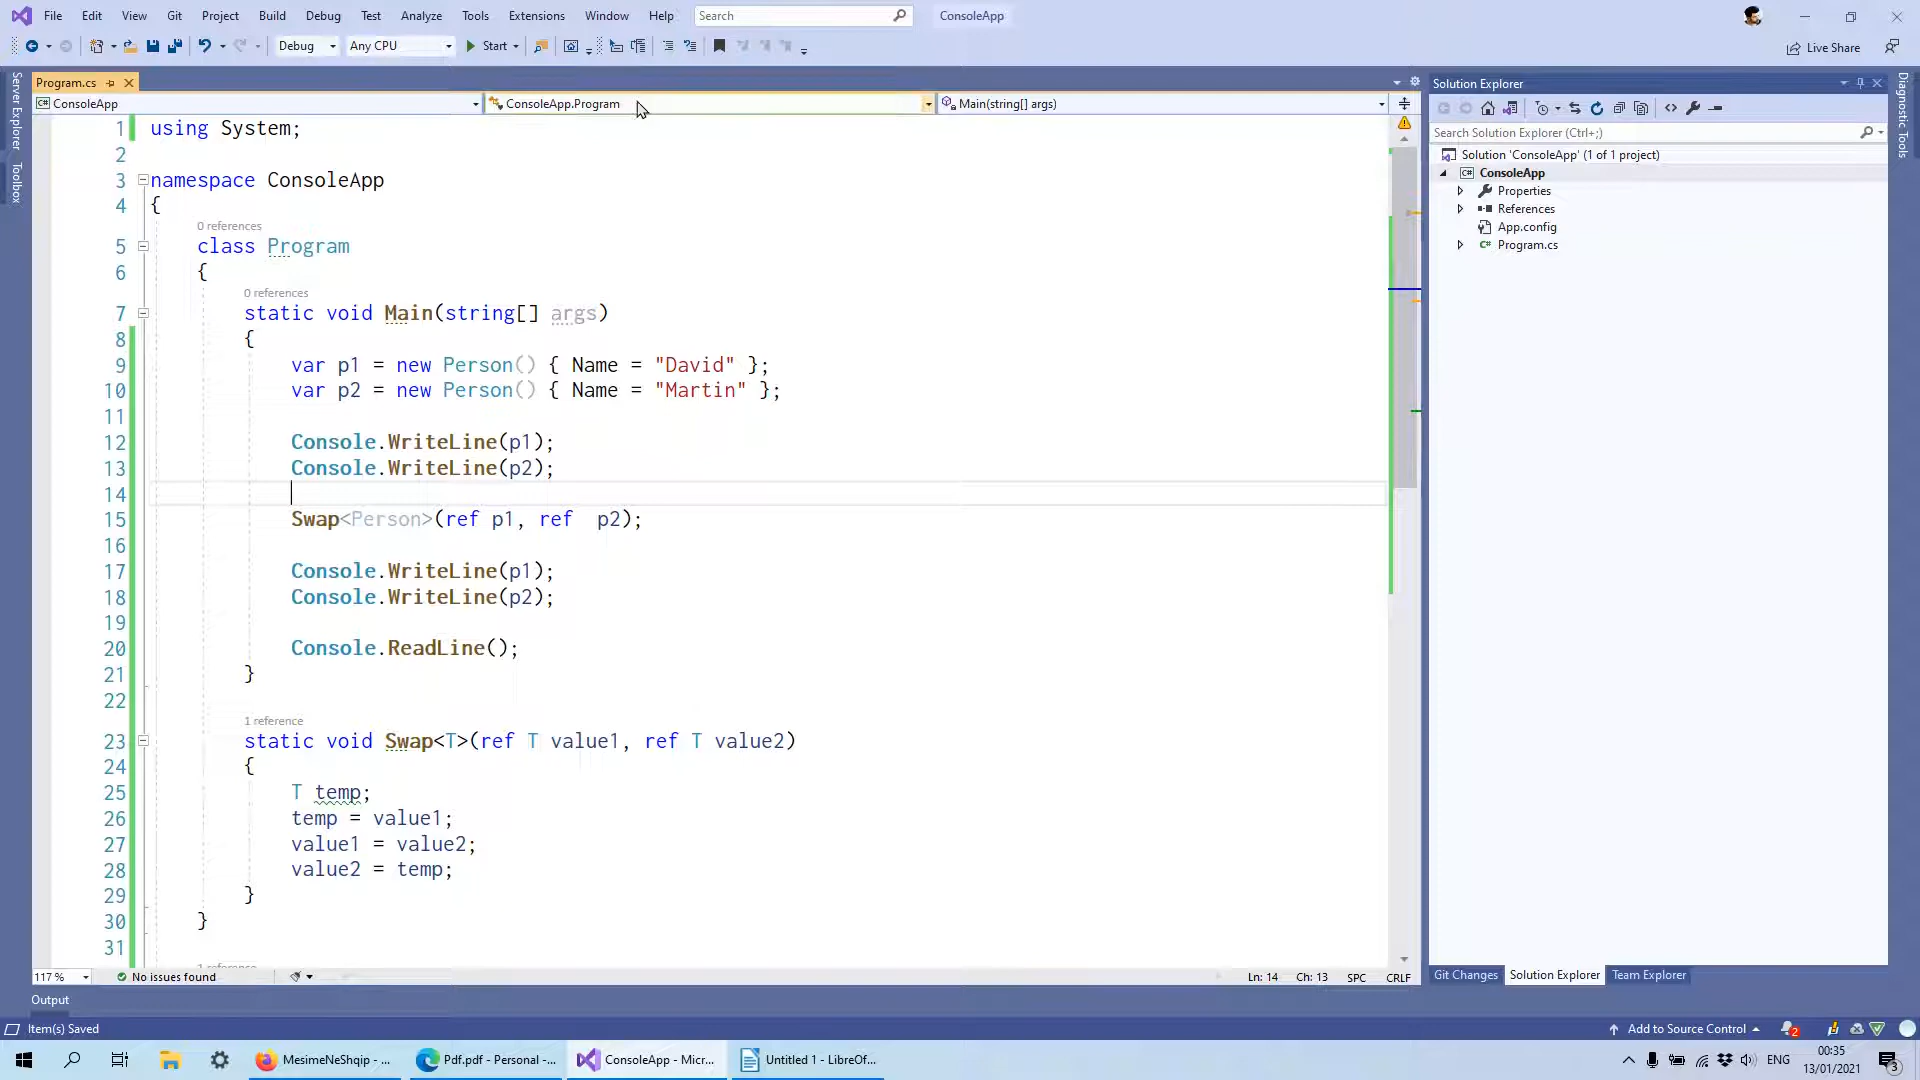 File Edit View Git Project Build Debug Test Analyze Tools Extensions Window Help Search ConsoleApp
Debug Any CPU Start Live Share
Program.cs
ConsoleApp ConsoleApp.Program Main(string[] args)
1 using System;
2
3 namespace ConsoleApp
4 {
0 references
5 class Program
6 {
0 references
7 static void Main(string[] args)
8 {
9 var p1 = new Person() { Name = "David" };
10 var p2 = new Person() { Name = "Martin" };
11
12 Console.WriteLine(p1);
13 Console.WriteLine(p2);
14
15 Swap<Person>(ref p1, ref  p2);
16
17 Console.WriteLine(p1);
18 Console.WriteLine(p2);
19
20 Console.ReadLine();
21 }
22
1 reference
23 static void Swap<T>(ref T value1, ref T value2)
24 {
25 T temp;
26 temp = value1;
27 value1 = value2;
28 value2 = temp;
29 }
30 }
31
1 reference
117 % No issues found Ln: 14 Ch: 13 SPC CRLF
Server Explorer
Toolbox
Solution Explorer
Search Solution Explorer (Ctrl+;)
Solution 'ConsoleApp' (1 of 1 project)
ConsoleApp
Properties
References
App.config
Program.cs
Git Changes Solution Explorer Team Explorer
Diagnostic Tools
Output
Item(s) Saved Add to Source Control 2
MesimeNeShqip - ... Pdf.pdf - Personal -... ConsoleApp - Micr... Untitled 1 - LibreOf... ENG 00:35
13/01/2021 3